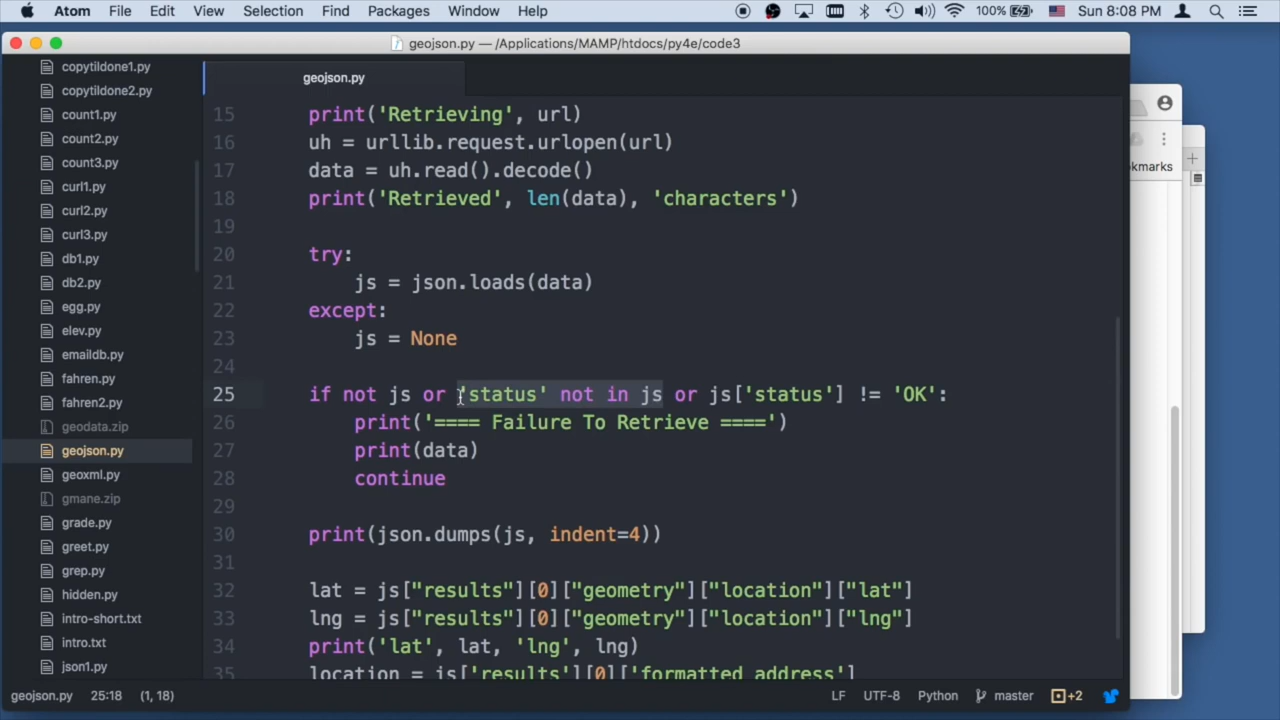 Atom File Edit View Selection Find Packages Window Help 100% Sun 8:08 PM
geojson.py — /Applications/MAMP/htdocs/py4e/code3
geojson.py
copytildone1.py
copytildone2.py
count1.py
count2.py
count3.py
curl1.py
curl2.py
curl3.py
db1.py
db2.py
egg.py
elev.py
emaildb.py
fahren.py
fahren2.py
geodata.zip
geojson.py
geoxml.py
gmane.zip
grade.py
greet.py
grep.py
hidden.py
intro-short.txt
intro.txt
json1.py
15 print('Retrieving', url)
16 uh = urllib.request.urlopen(url)
17 data = uh.read().decode()
18 print('Retrieved', len(data), 'characters')
19
20 try:
21 js = json.loads(data)
22 except:
23 js = None
24
25 if not js or 'status' not in js or js['status'] != 'OK':
26 print('==== Failure To Retrieve ====')
27 print(data)
28 continue
29
30 print(json.dumps(js, indent=4))
31
32 lat = js["results"][0]["geometry"]["location"]["lat"]
33 lng = js["results"][0]["geometry"]["location"]["lng"]
34 print('lat', lat, 'lng', lng)
35 location = js['results'][0]['formatted_address']
okmarks
geojson.py 25:18 (1, 18) LF UTF-8 Python master +2